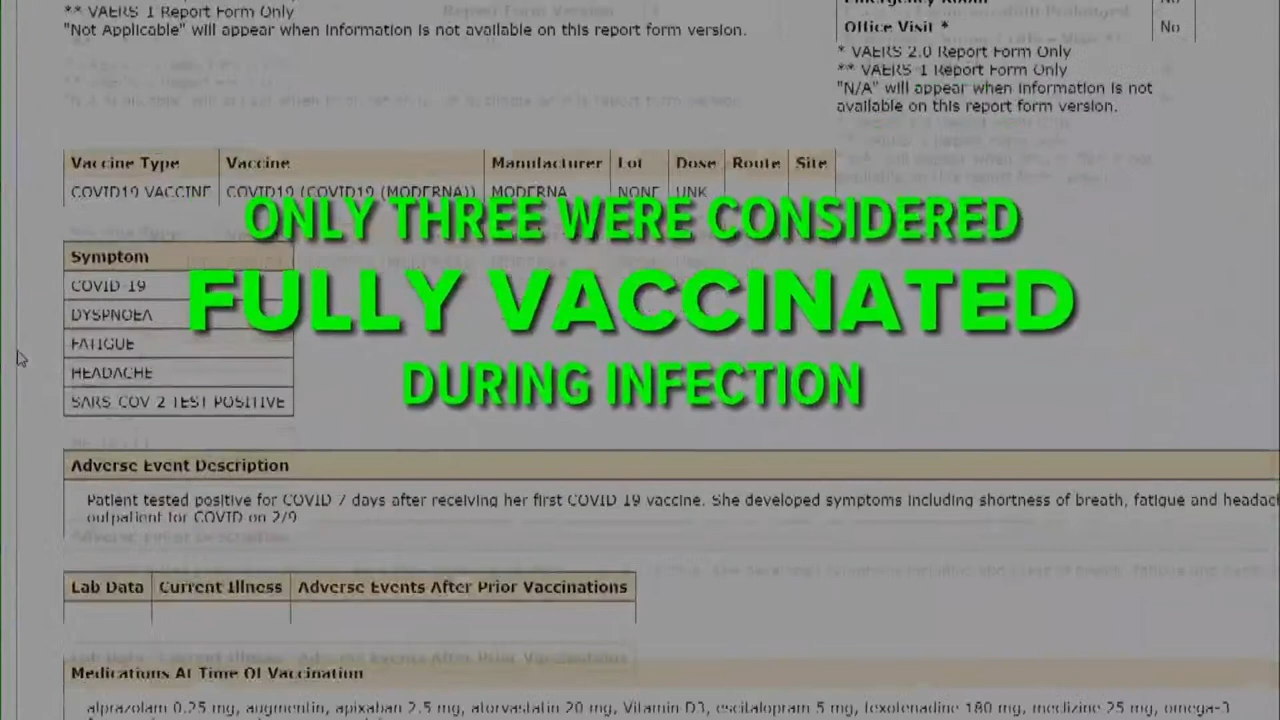 ** VAERS 1 Report Form Only
"Not Applicable" will appear when information is not available on this report form version.
Emergency Room No
Office Visit * No
* VAERS 2.0 Report Form Only
** VAERS 1 Report Form Only
"N/A" will appear when information is not
available on this report form version.
Vaccine Type Vaccine Manufacturer Lot Dose Route Site
COVID19 VACCINE COVID19 (COVID19 (MODERNA)) MODERNA NONE UNK
ONLY THREE WERE CONSIDERED
FULLY VACCINATED
DURING INFECTION
Symptom
COVID-19
DYSPNOEA
FATIGUE
HEADACHE
SARS-COV-2 TEST POSITIVE
Adverse Event Description
Patient tested positive for COVID 7 days after receiving her first COVID 19 vaccine. She developed symptoms including shortness of breath, fatigue and headac
outpatient for COVID on 2/9
Lab Data Current Illness Adverse Events After Prior Vaccinations
Medications At Time Of Vaccination
alprazolam 0.25 mg, augmentin, apixaban 2.5 mg, atorvastatin 20 mg, Vitamin D3, escitalopram 5 mg, fexofenadine 180 mg, meclizine 25 mg, omega-3